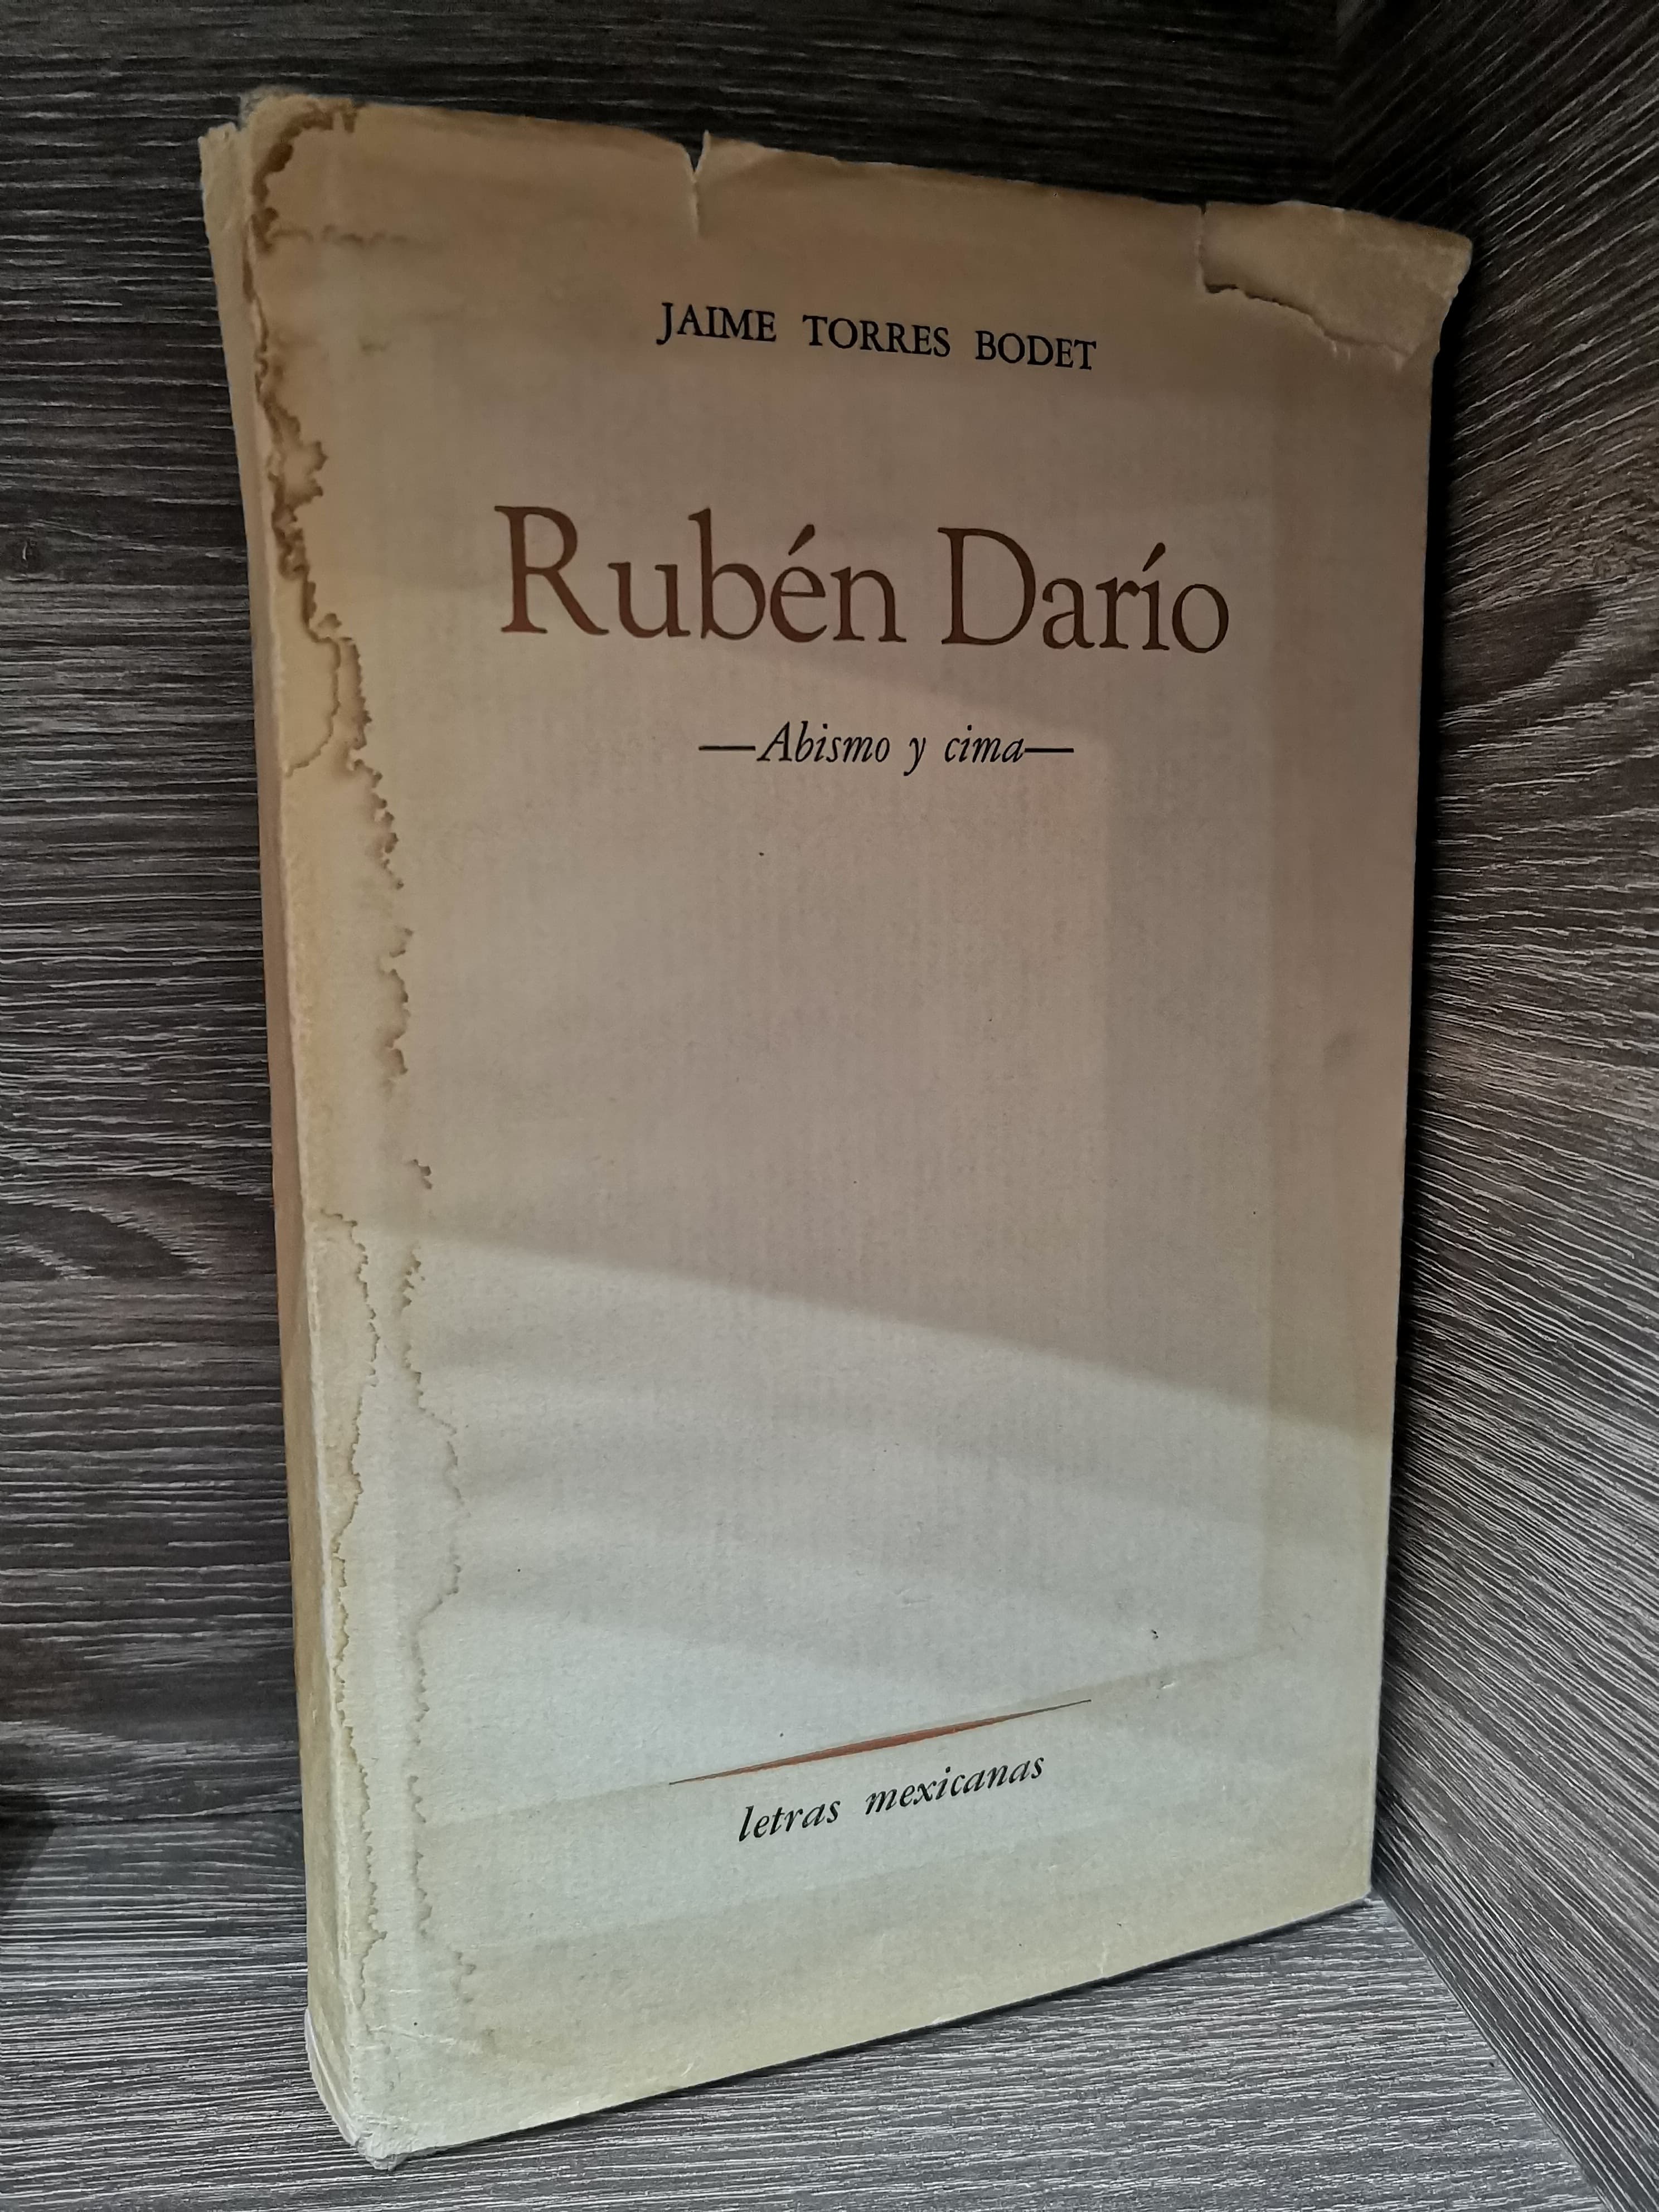 JAIME TORRES BODET
Rubén Darío
—Abismo y cima—
letras mexicanas